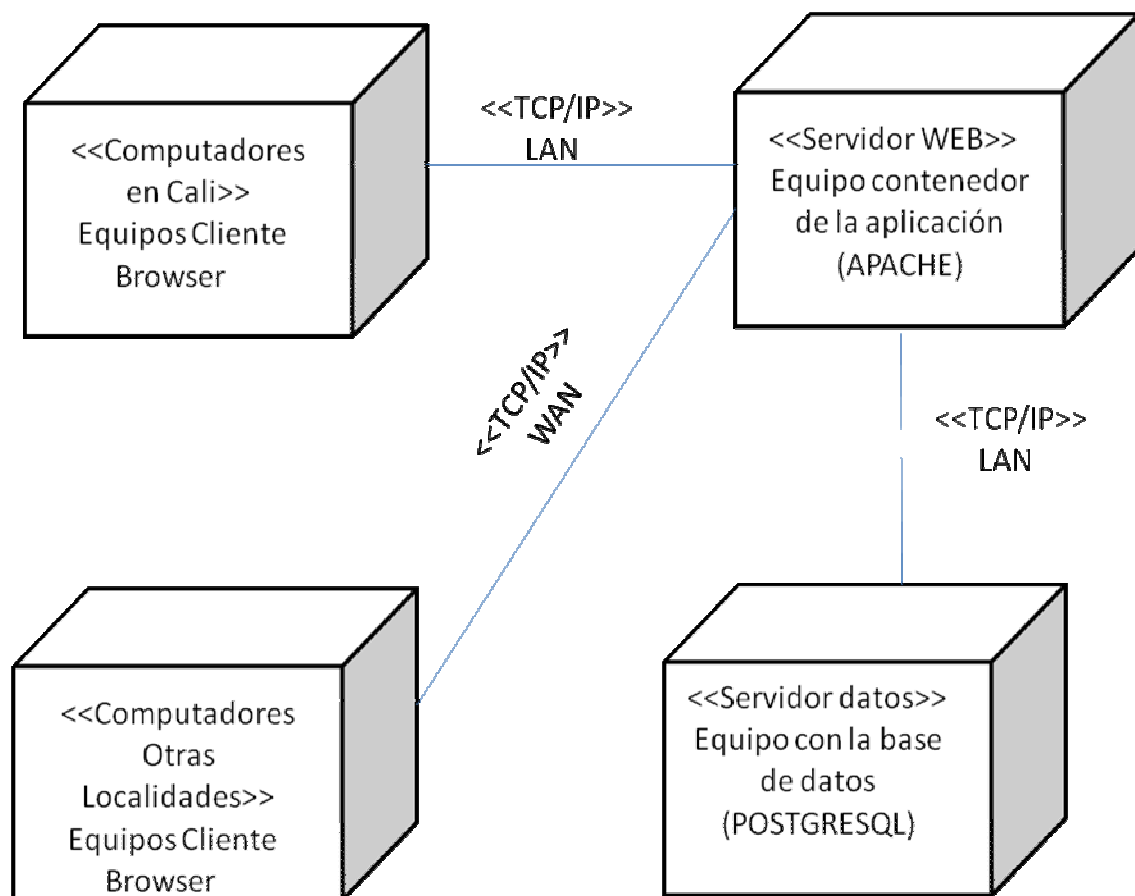 <<Computadores
en Cali>>
Equipos Cliente
Browser
<<TCP/IP>>
LAN
<<Servidor WEB>>
Equipo contenedor
de la aplicación
(APACHE)
<<TCP/IP>>
WAN
<<TCP/IP>>
LAN
<<Computadores
Otras
Localidades>>
Equipos Cliente
Browser
<<Servidor datos>>
Equipo con la base
de datos
(POSTGRESQL)